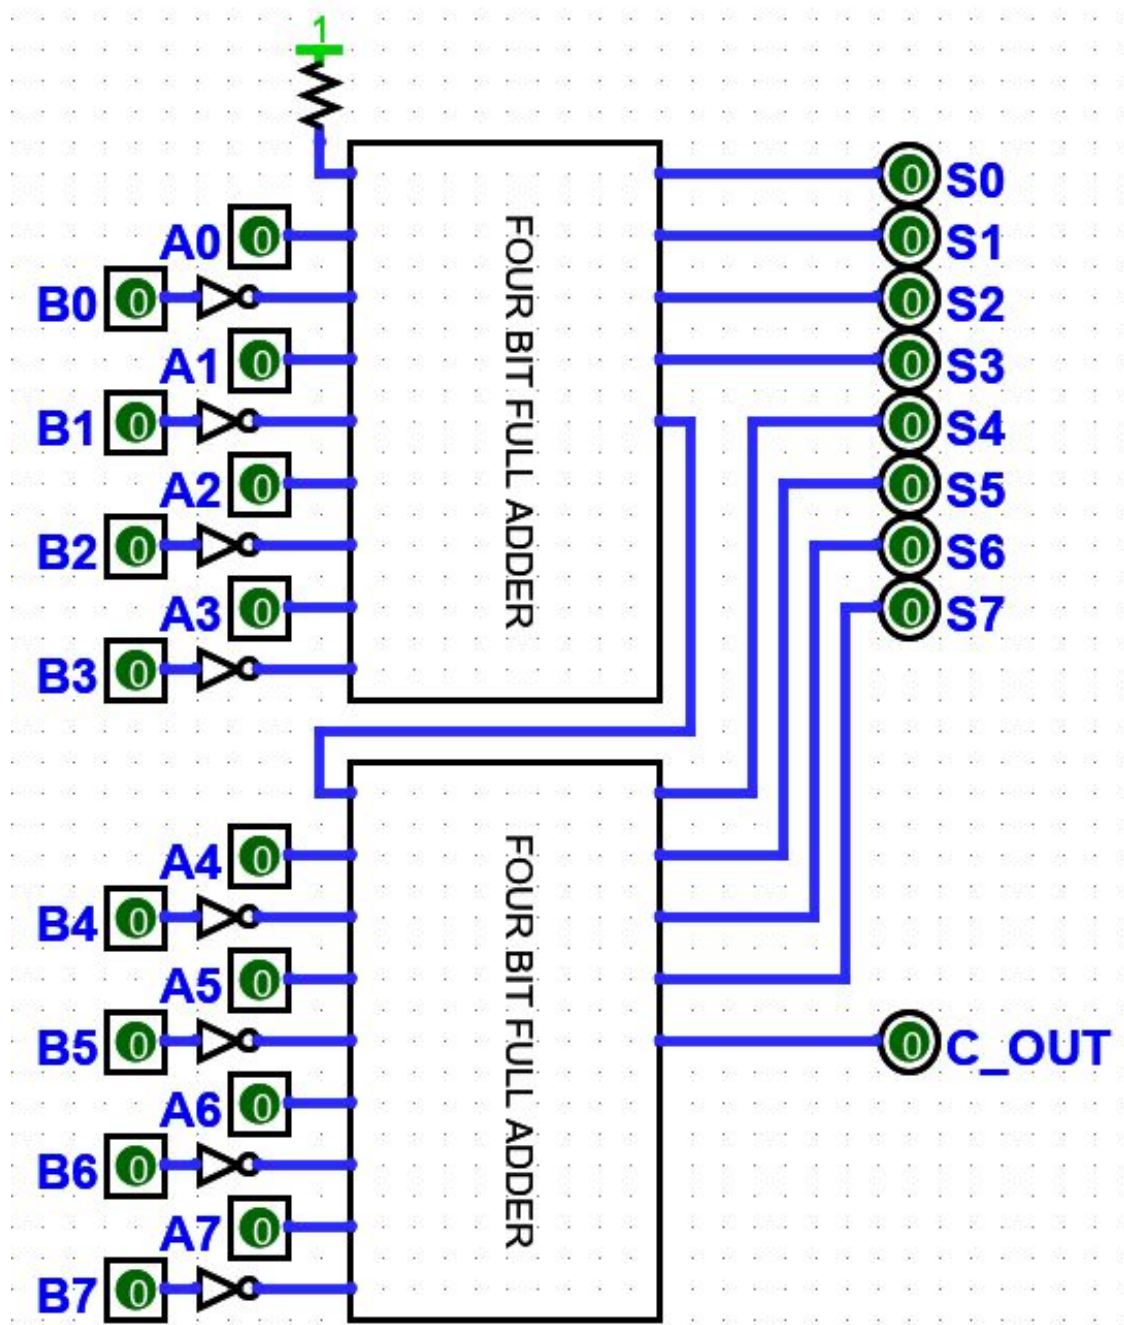 1
S0
A0 0
FOUR BIT FULL ADDER
0 S0
0 S1
B0 0
0 S2
A1 0
0 S3
B1 0
0 S4
A2 0
0 S5
B2 0
0 S6
A3 0
0 S7
B3 0
A4 0
FOUR BIT FULL ADDER
B4 0
A5 0
B5 0
0 C_OUT
A6 0
B6 0
A7 0
B7 0